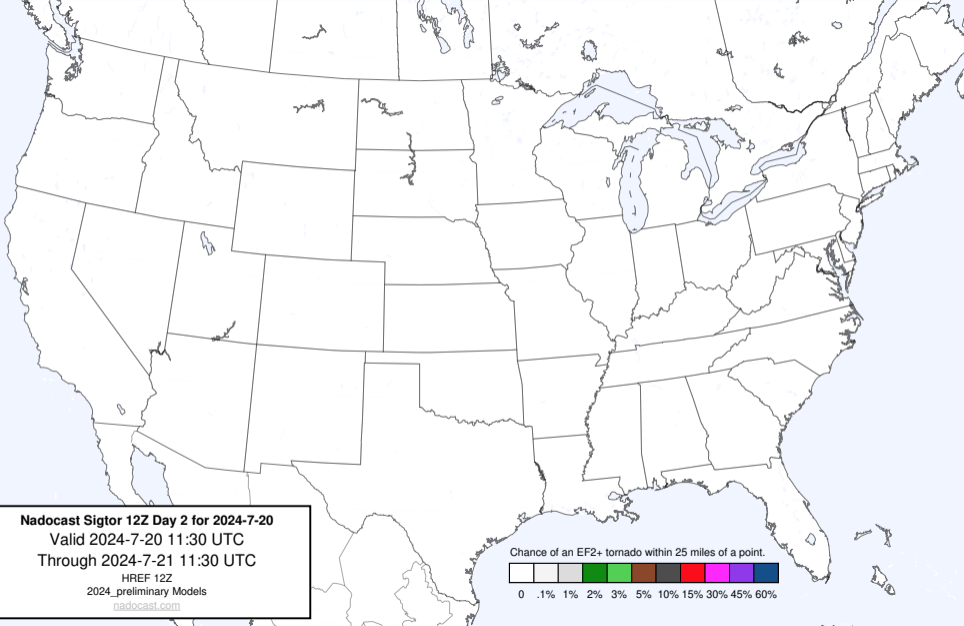 Nadocast Sigtor 12Z Day 2 for 2024-7-20
Valid 2024-7-20 11:30 UTC
Through 2024-7-21 11:30 UTC
HREF 12Z
2024_preliminary Models
nadocast.com
Chance of an EF2+ tornado within 25 miles of a point.
0 .1% 1% 2% 3% 5% 10% 15% 30% 45% 60%